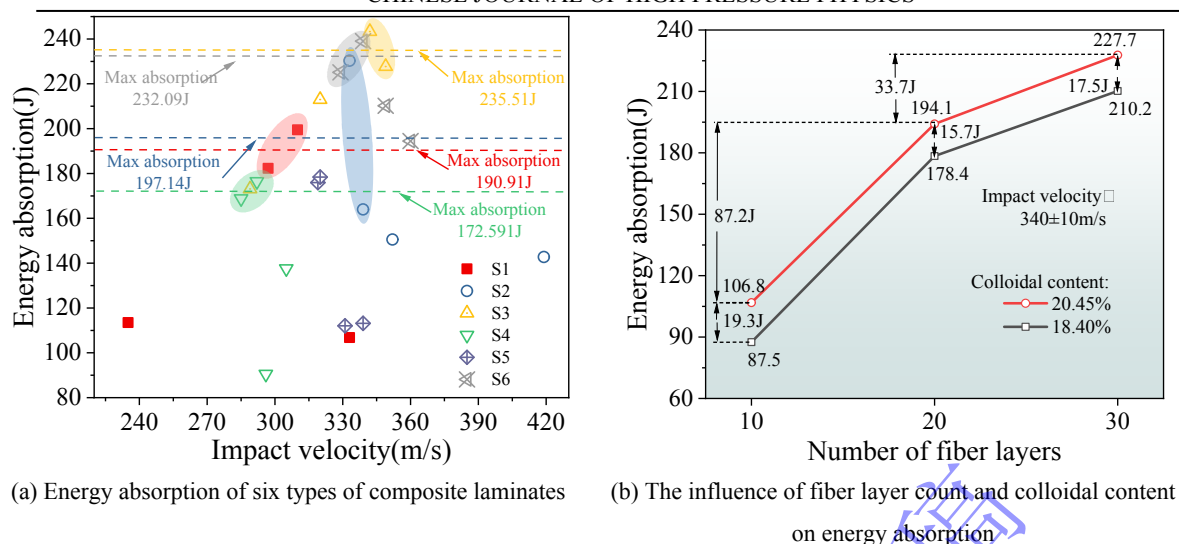 CHINESE JOURNAL OF HIGH PRESSURE PHYSICS
240
220
200
180
160
140
120
100
80
Energy absorption(J)
240
270
300
330
360
390
420
Impact velocity(m/s)
Max absorption
232.09J
Max absorption
235.51J
Max absorption
197.14J
Max absorption
190.91J
Max absorption
172.591J
S1
S2
S3
S4
S5
S6
(a) Energy absorption of six types of composite laminates
240
210
180
150
120
90
60
Energy absorption(J)
10
20
30
Number of fiber layers
227.7
33.7J
194.1
17.5J
15.7J
210.2
178.4
87.2J
106.8
19.3J
87.5
Impact velocity□
340±10m/s
Colloidal content:
20.45%
18.40%
(b) The influence of fiber layer count and colloidal content
on energy absorption